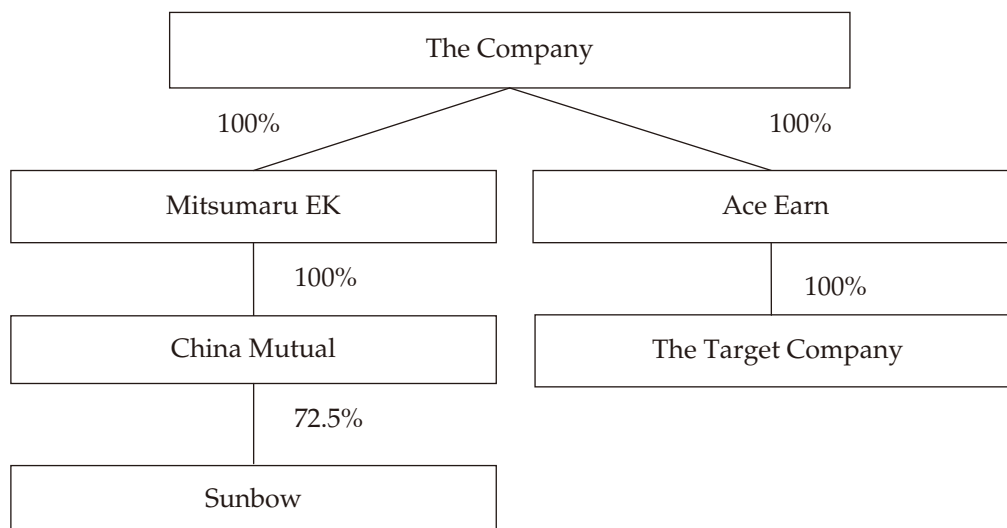 The Company
100%
100%
Mitsumaru EK
Ace Earn
100%
100%
China Mutual
The Target Company
72.5%
Sunbow